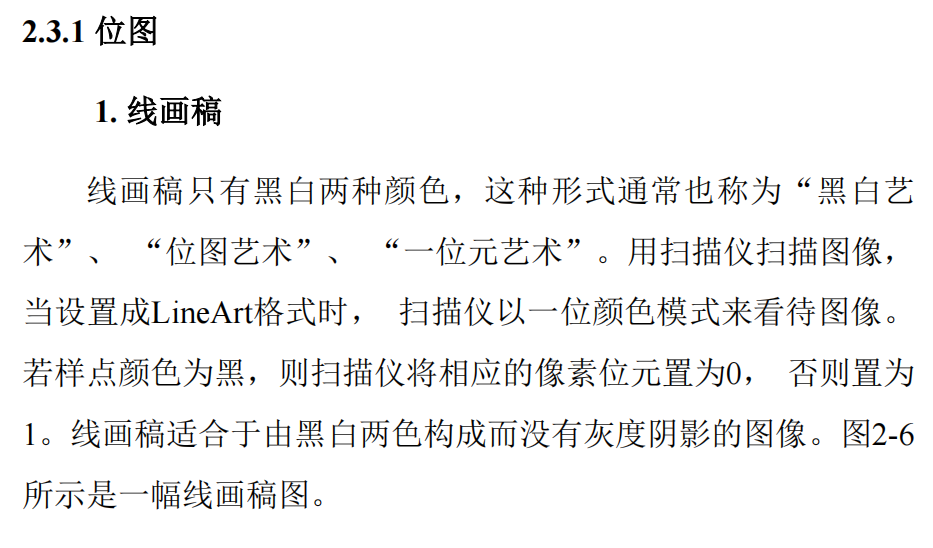 2.3.1 位图
1. 线画稿
线画稿只有黑白两种颜色，这种形式通常也称为“黑白艺
术”、 “位图艺术”、 “一位元艺术”。用扫描仪扫描图像，
当设置成LineArt格式时， 扫描仪以一位颜色模式来看待图像。
若样点颜色为黑，则扫描仪将相应的像素位元置为0， 否则置为
1。线画稿适合于由黑白两色构成而没有灰度阴影的图像。图2-6
所示是一幅线画稿图。